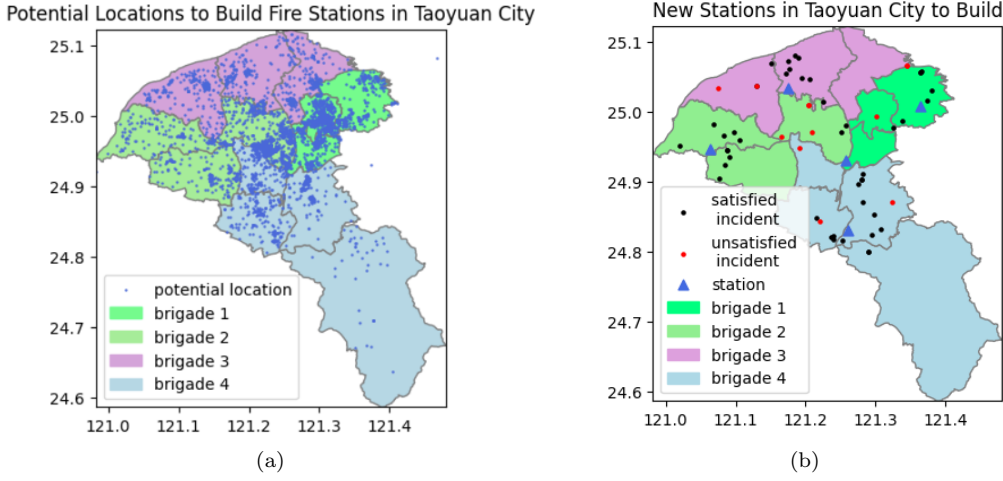 Potential Locations to Build Fire Stations in Taoyuan City
25.1
25.0
24.9
24.8
24.7
24.6
potential location
brigade 1
brigade 2
brigade 3
brigade 4
121.0 121.1 121.2 121.3 121.4
(a)
New Stations in Taoyuan City to Build
25.1
25.0
24.9
24.8
24.7
24.6
satisfied
incident
unsatisfied
incident
station
brigade 1
brigade 2
brigade 3
brigade 4
121.0 121.1 121.2 121.3 121.4
(b)